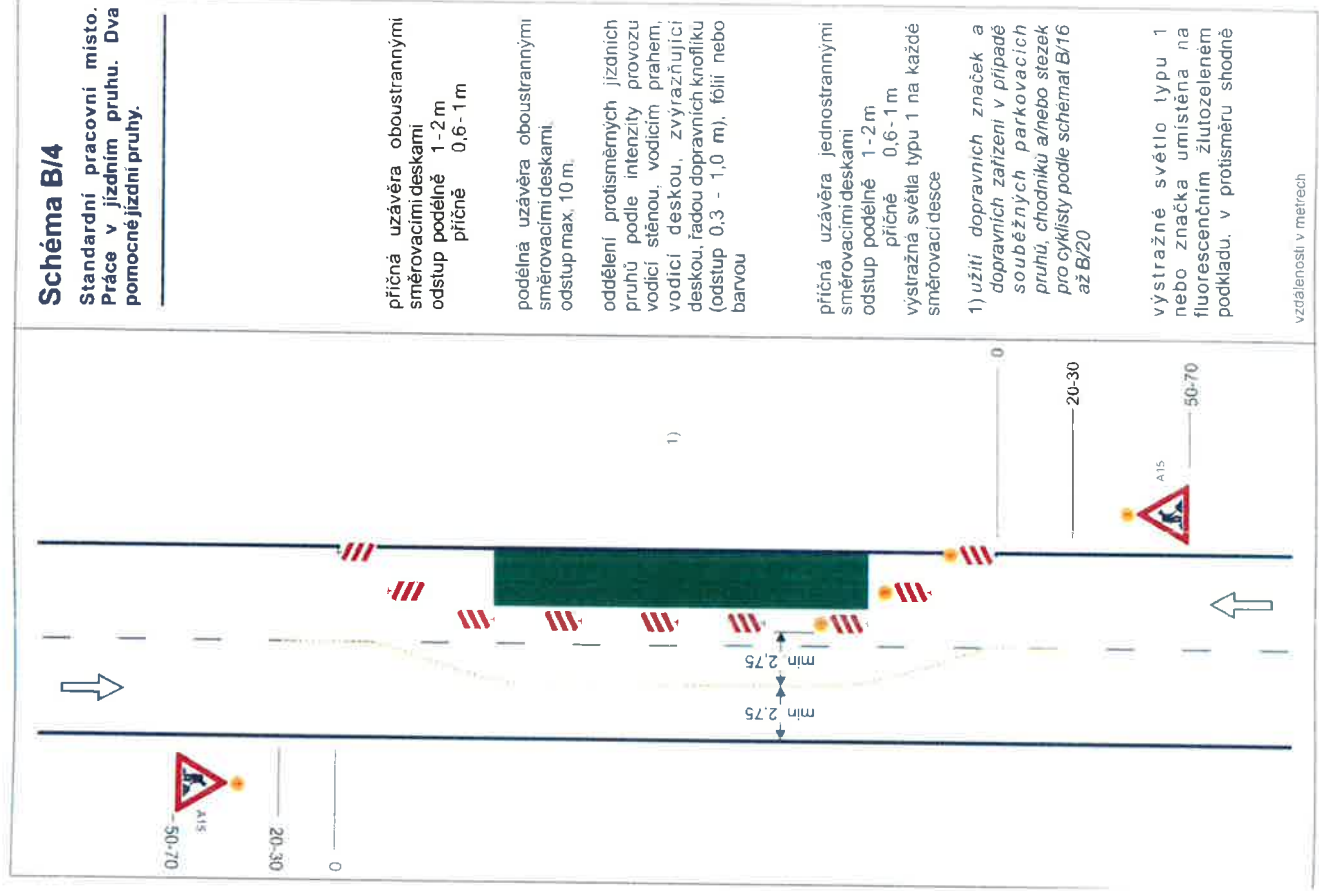 Schéma B/4
Standardní pracovní místo.
Práce v jízdním pruhu. Dva
pomocné jízdní pruhy.
příčná uzávěra oboustrannými
směrovacími deskami
odstup podélně 1 - 2 m
příčně 0,6 - 1 m
podélná uzávěra oboustrannými
směrovacími deskami,
odstup max. 10 m.
oddělení protisměrných jízdních
pruhů podle intenzity provozu
vodicí stěnou, vodicím prahem,
vodicí deskou, zvýrazňující
deskou, řadou dopravních knoflíku
(odstup 0,3 - 1,0 m), fólií nebo
barvou
příčná uzávěra jednostrannými
směrovacími deskami
odstup podélně 1 - 2 m
příčně 0,6 - 1 m
výstražná světla typu 1 na každé
směrovací desce
1) užití dopravních značek a
dopravních zařízení v případě
souběžných parkovacích
pruhů, chodníků a/nebo stezek
pro cyklisty podle schémat B/16
až B/20
výstražné světlo typu 1
nebo značka umístěna na
fluorescenčním žlutozeleném
podkladu, v protisměru shodně
vzdálenosti v metrech
50-70
A15
20-30
0
min. 2,75
min. 2,75
1)
0
20-30
A15
50-70